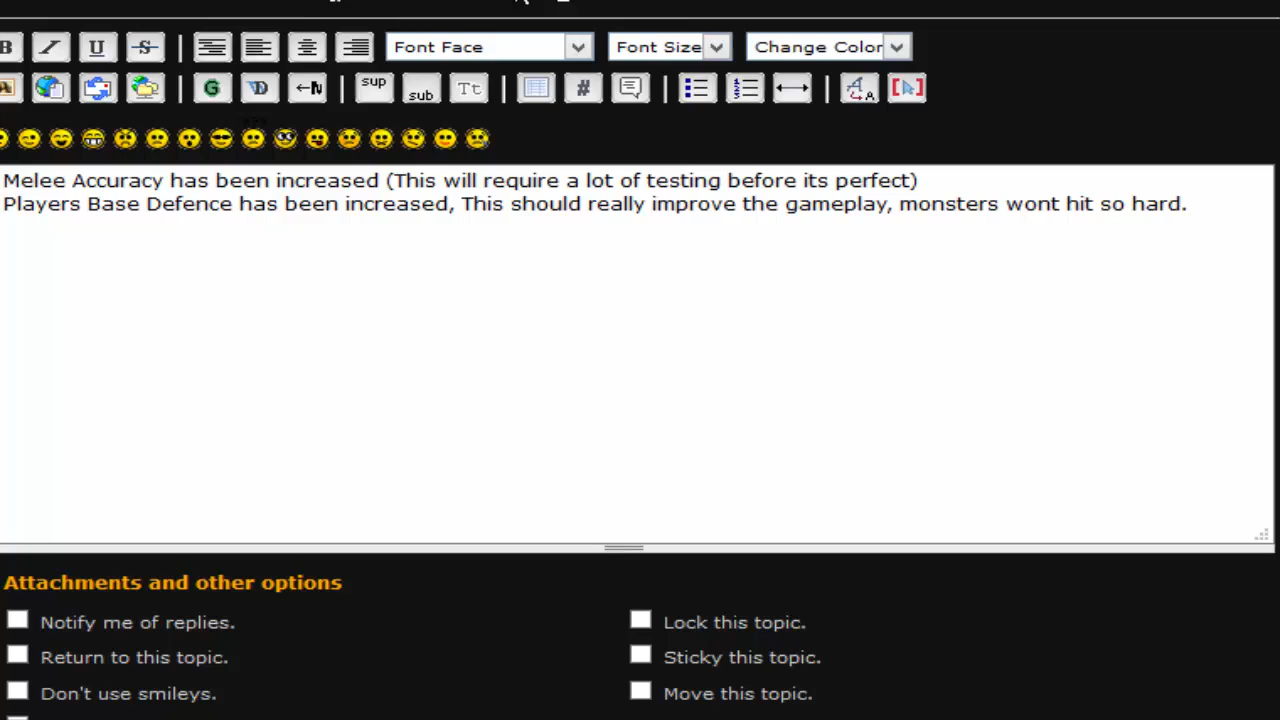 B I U S Font Face Font Size Change Color
G D N sup sub Tt # A A
Melee Accuracy has been increased (This will require a lot of testing before its perfect)
Players Base Defence has been increased, This should really improve the gameplay, monsters wont hit so hard.
Attachments and other options
Notify me of replies. Lock this topic.
Return to this topic. Sticky this topic.
Don't use smileys. Move this topic.